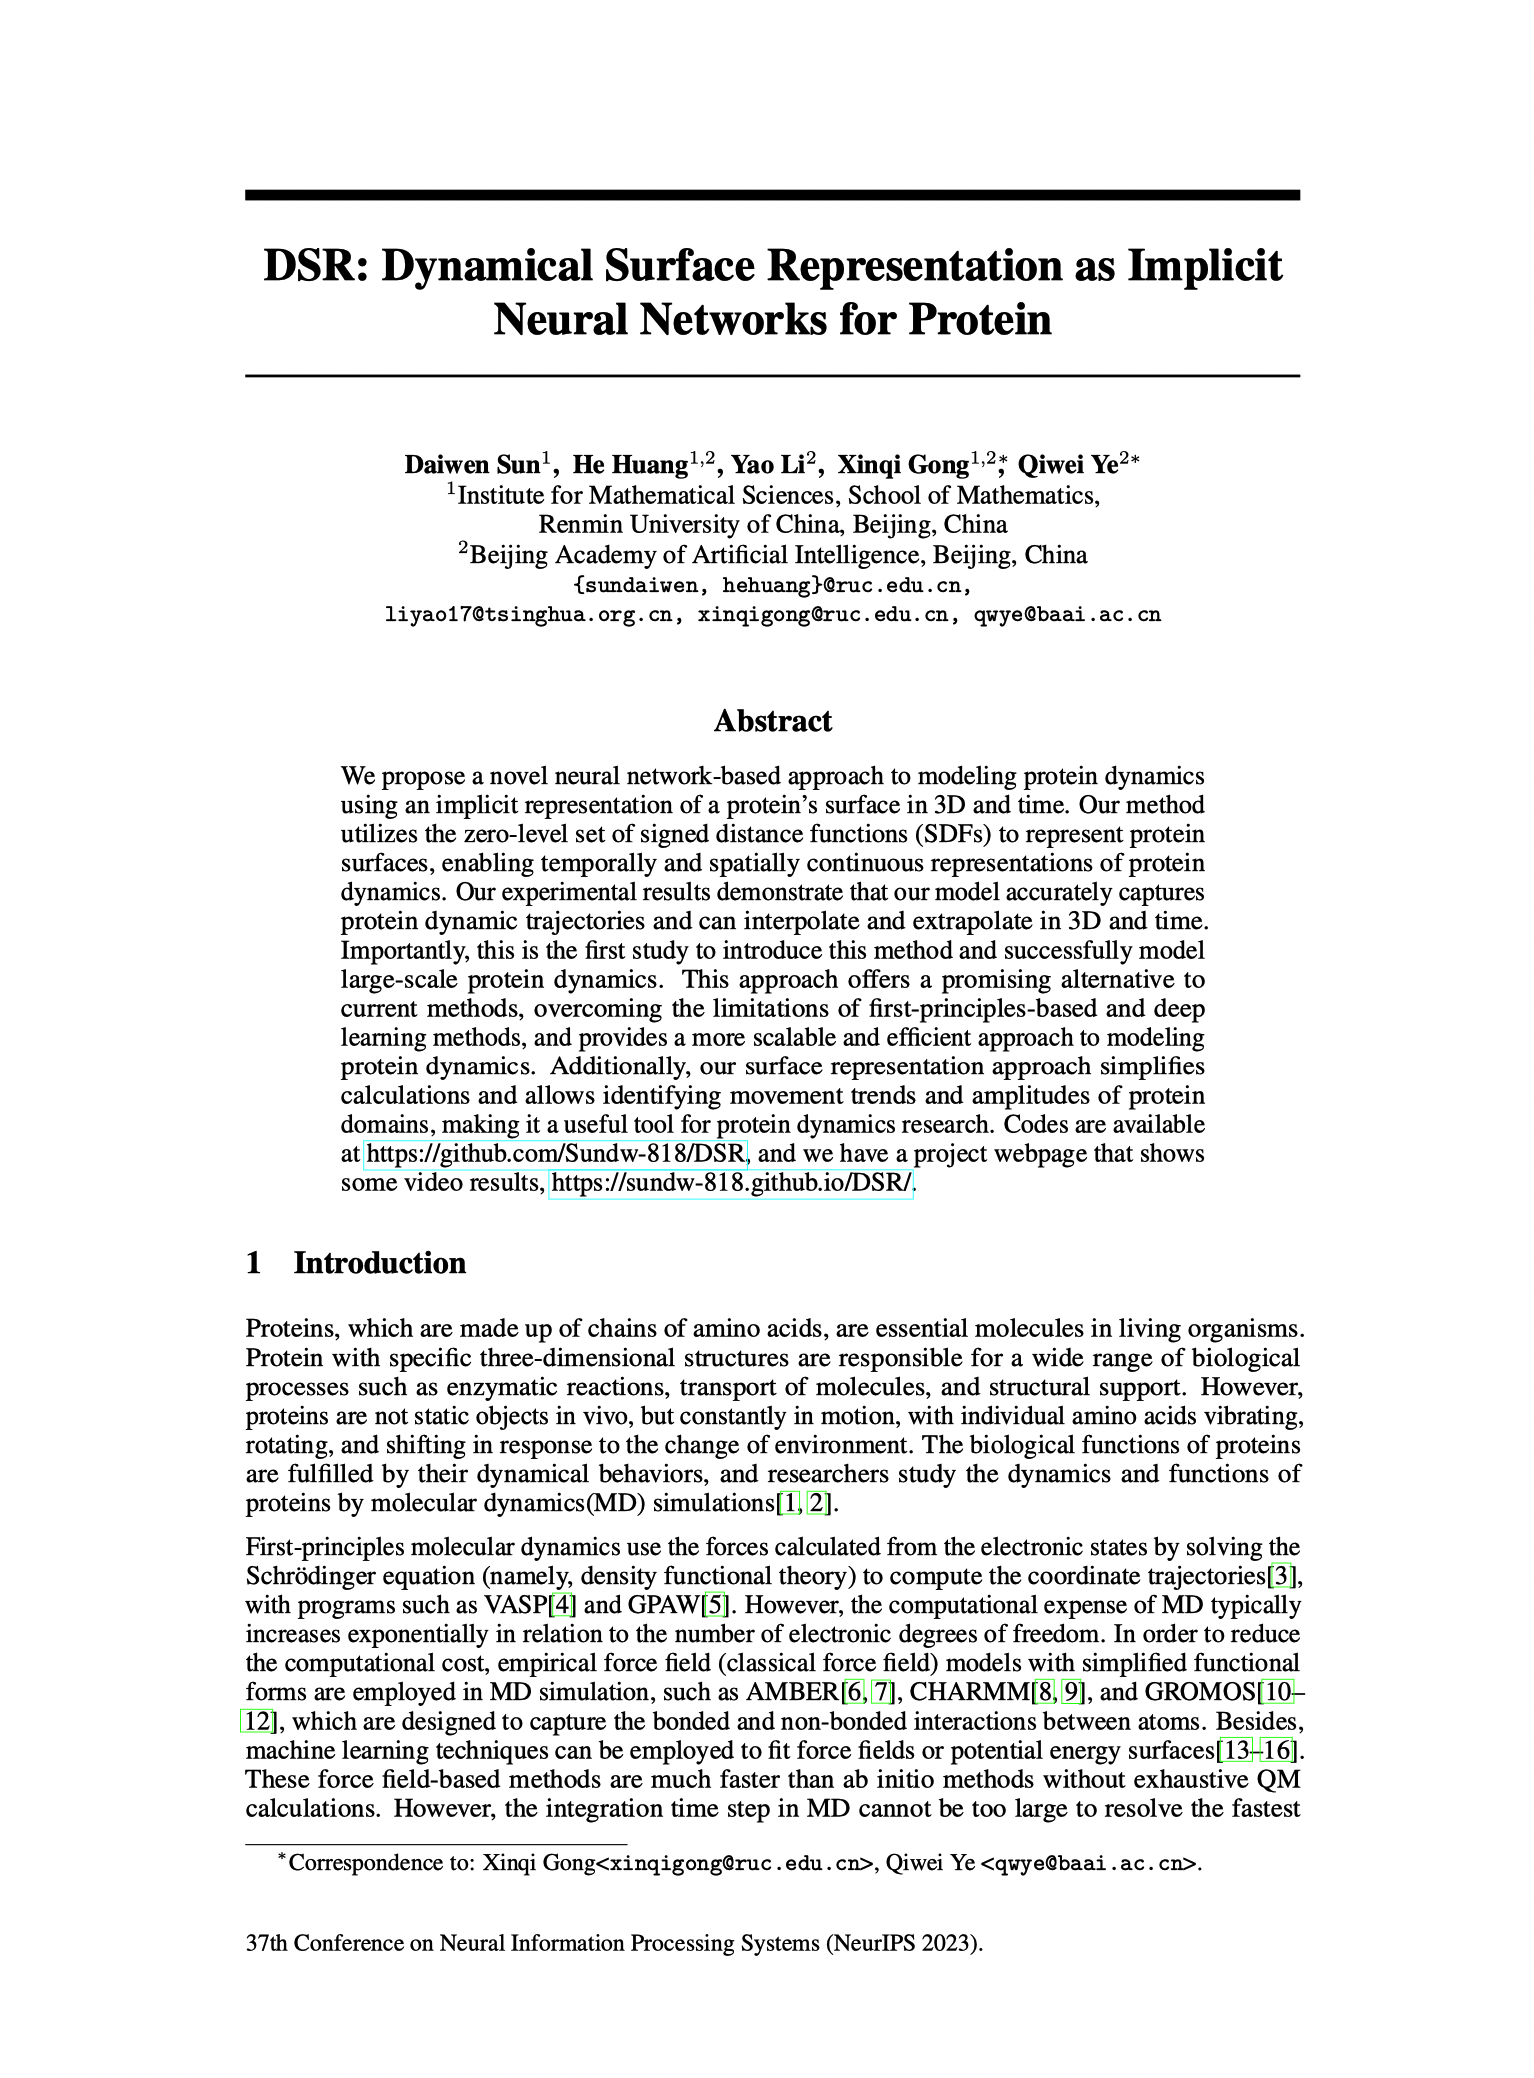 DSR: Dynamical Surface Representation as Implicit
Neural Networks for Protein
Daiwen Sun1, He Huang1,2, Yao Li2, Xinqi Gong1,2*, Qiwei Ye2*
1Institute for Mathematical Sciences, School of Mathematics,
Renmin University of China, Beijing, China
2Beijing Academy of Artificial Intelligence, Beijing, China
{sundaiwen, hehuang}@ruc.edu.cn,
liyao17@tsinghua.org.cn, xinqigong@ruc.edu.cn, qwye@baai.ac.cn
Abstract
We propose a novel neural network-based approach to modeling protein dynamics
using an implicit representation of a protein's surface in 3D and time. Our method
utilizes the zero-level set of signed distance functions (SDFs) to represent protein
surfaces, enabling temporally and spatially continuous representations of protein
dynamics. Our experimental results demonstrate that our model accurately captures
protein dynamic trajectories and can interpolate and extrapolate in 3D and time.
Importantly, this is the first study to introduce this method and successfully model
large-scale protein dynamics. This approach offers a promising alternative to
current methods, overcoming the limitations of first-principles-based and deep
learning methods, and provides a more scalable and efficient approach to modeling
protein dynamics. Additionally, our surface representation approach simplifies
calculations and allows identifying movement trends and amplitudes of protein
domains, making it a useful tool for protein dynamics research. Codes are available
at https://github.com/Sundw-818/DSR, and we have a project webpage that shows
some video results, https://sundw-818.github.io/DSR/.
1 Introduction
Proteins, which are made up of chains of amino acids, are essential molecules in living organisms.
Protein with specific three-dimensional structures are responsible for a wide range of biological
processes such as enzymatic reactions, transport of molecules, and structural support. However,
proteins are not static objects in vivo, but constantly in motion, with individual amino acids vibrating,
rotating, and shifting in response to the change of environment. The biological functions of proteins
are fulfilled by their dynamical behaviors, and researchers study the dynamics and functions of
proteins by molecular dynamics(MD) simulations[1, 2].
First-principles molecular dynamics use the forces calculated from the electronic states by solving the
Schrödinger equation (namely, density functional theory) to compute the coordinate trajectories[3],
with programs such as VASP[4] and GPAW[5]. However, the computational expense of MD typically
increases exponentially in relation to the number of electronic degrees of freedom. In order to reduce
the computational cost, empirical force field (classical force field) models with simplified functional
forms are employed in MD simulation, such as AMBER[6, 7], CHARMM[8, 9], and GROMOS[10–
12], which are designed to capture the bonded and non-bonded interactions between atoms. Besides,
machine learning techniques can be employed to fit force fields or potential energy surfaces[13–16].
These force field-based methods are much faster than ab initio methods without exhaustive QM
calculations. However, the integration time step in MD cannot be too large to resolve the fastest
*Correspondence to: Xinqi Gong<xinqigong@ruc.edu.cn>, Qiwei Ye <qwye@baai.ac.cn>.
37th Conference on Neural Information Processing Systems (NeurIPS 2023).